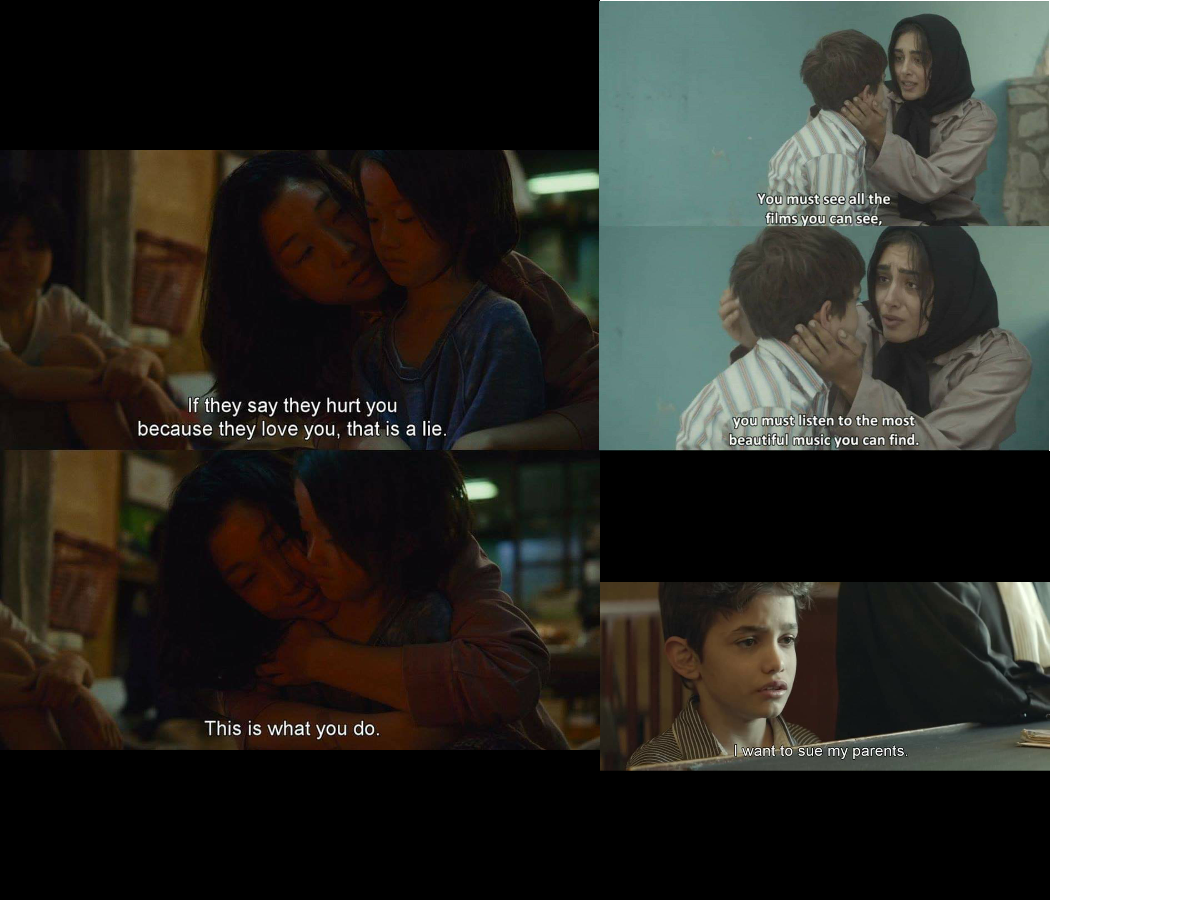 If they say they hurt you
because they love you, that is a lie.
This is what you do.
You must see all the
films you can see,
you must listen to the most
beautiful music you can find.
I want to sue my parents.